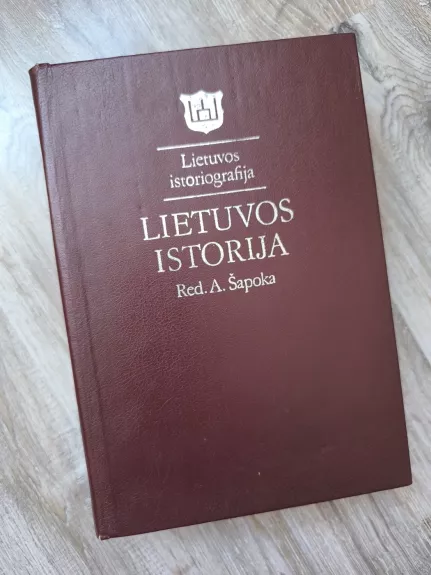 Lietuvos
istoriografija
LIETUVOS
ISTORIJA
Red. A. Šapoka